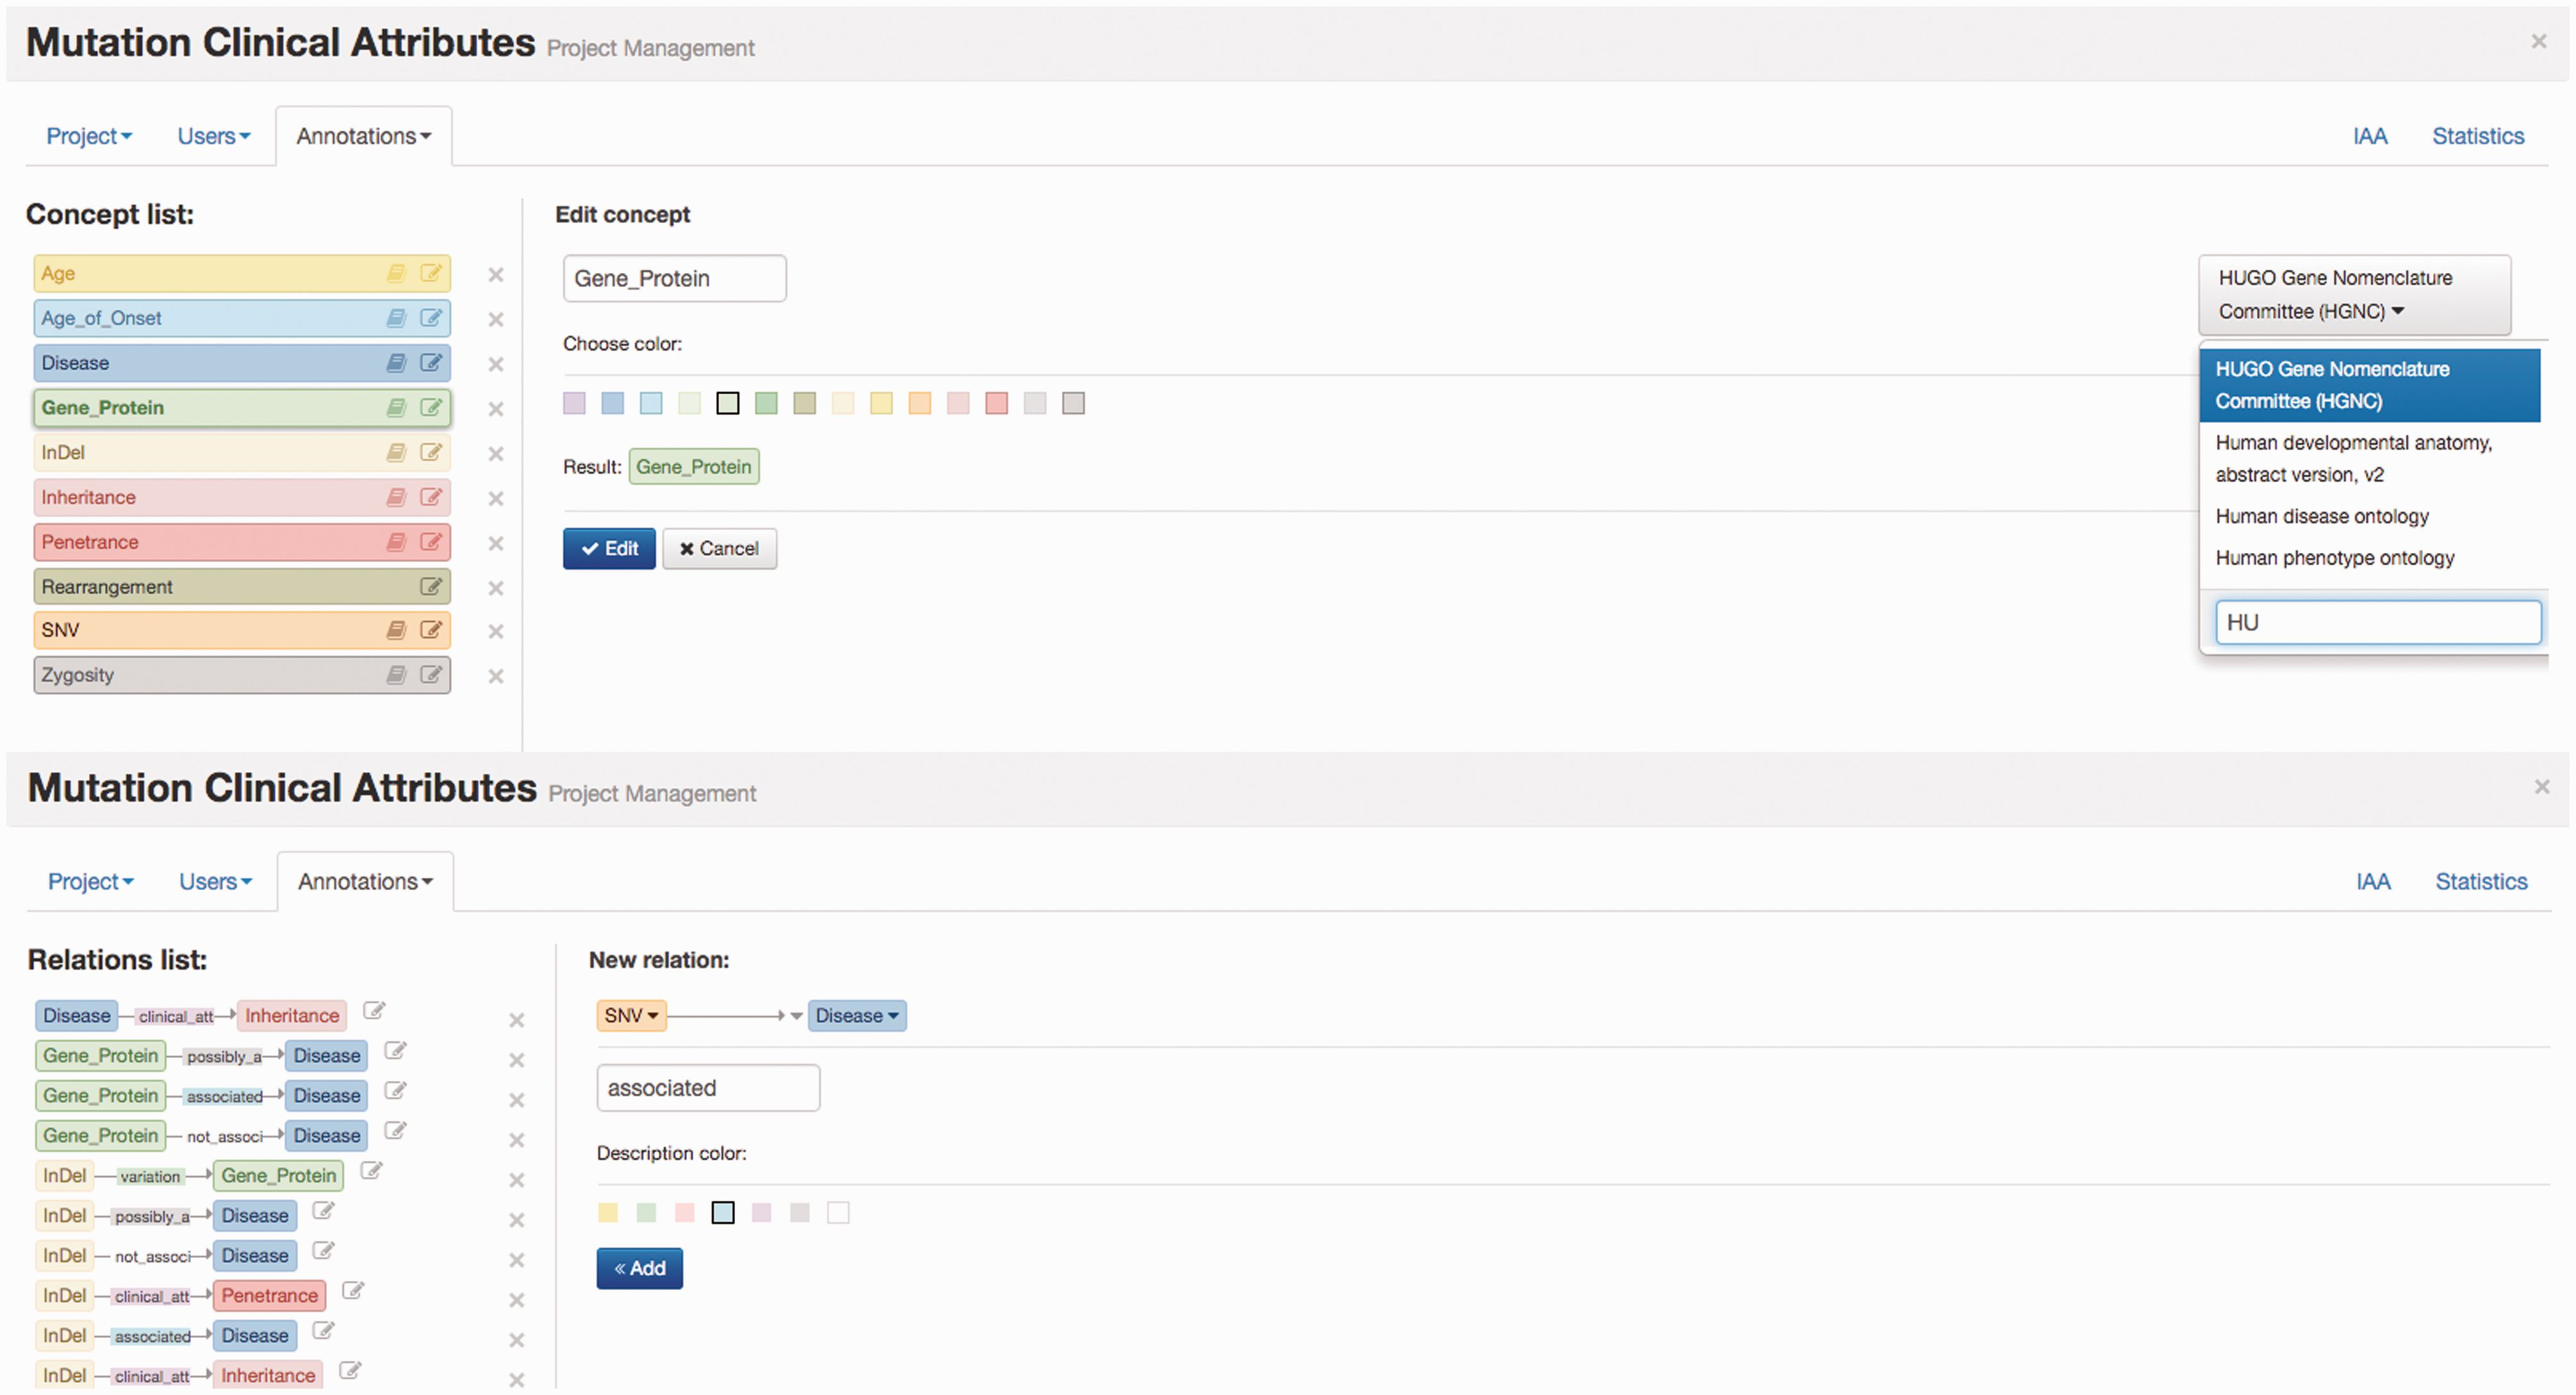 Mutation Clinical Attributes Project Management ×
Project Users Annotations IAA Statistics
Concept list:
Age
Age_of_Onset
Disease
Gene_Protein
InDel
Inheritance
Penetrance
Rearrangement
SNV
Zygosity
Edit concept
Gene_Protein
Choose color:
Result: Gene_Protein
Edit Cancel
HUGO Gene Nomenclature
Committee (HGNC)
HUGO Gene Nomenclature
Committee (HGNC)
Human developmental anatomy,
abstract version, v2
Human disease ontology
Human phenotype ontology
HU
Mutation Clinical Attributes Project Management ×
Project Users Annotations IAA Statistics
Relations list:
Disease clinical_att Inheritance
Gene_Protein possibly_a Disease
Gene_Protein associated Disease
Gene_Protein not_associ Disease
InDel variation Gene_Protein
InDel possibly_a Disease
InDel not_associ Disease
InDel clinical_att Penetrance
InDel associated Disease
InDel clinical_att Inheritance
New relation:
SNV Disease
associated
Description color:
« Add